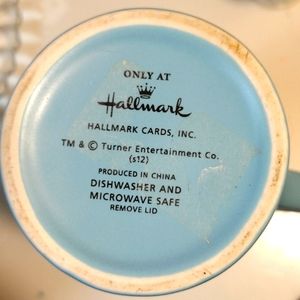 ONLY AT
Hallmark
HALLMARK CARDS, INC.
TM & © Turner Entertainment Co.
(s12)
PRODUCED IN CHINA
DISHWASHER AND
MICROWAVE SAFE
REMOVE LID